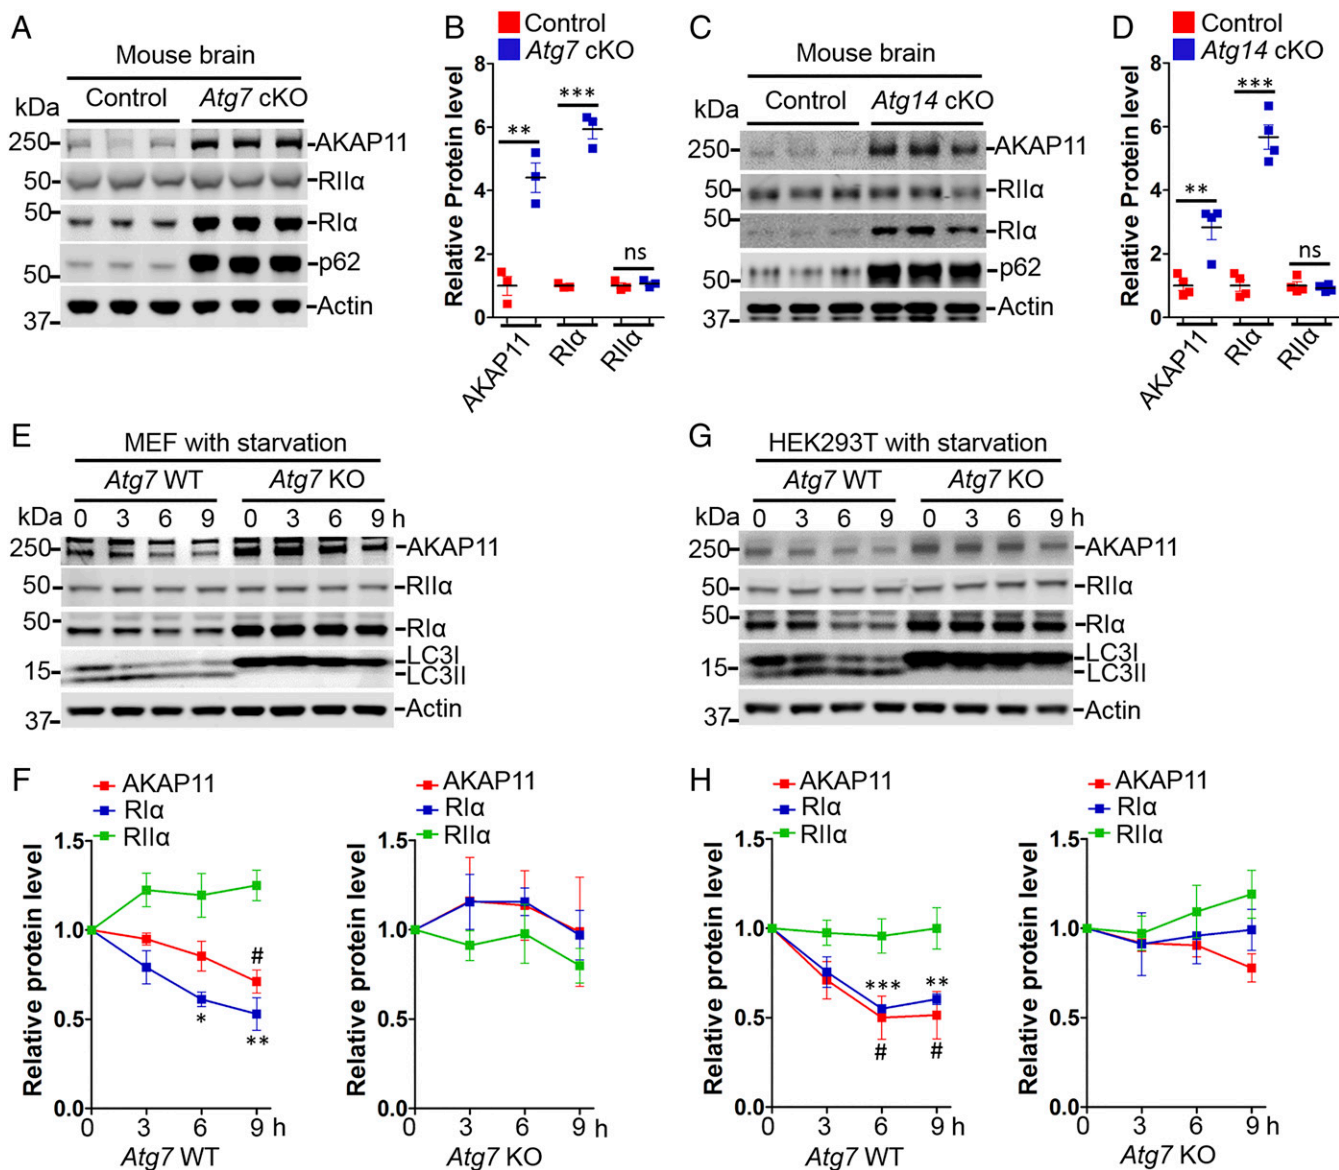 A
Mouse brain
kDa
Control
Atg7 cKO
250
AKAP11
50
RIIα
50
RIα
50
p62
37
Actin
B
Control
Atg7 cKO
Relative Protein level
8
6
4
2
0
**
***
ns
AKAP11
RIα
RIIα
C
Mouse brain
kDa
Control
Atg14 cKO
250
AKAP11
50
RIIα
50
RIα
50
p62
37
Actin
D
Control
Atg14 cKO
Relative Protein level
8
6
4
2
0
**
***
ns
AKAP11
RIα
RIIα
E
MEF with starvation
Atg7 WT
Atg7 KO
kDa
0 3 6 9 0 3 6 9 h
250
AKAP11
50
RIIα
50
RIα
15
LC3I
LC3II
37
Actin
G
HEK293T with starvation
Atg7 WT
Atg7 KO
kDa
0 3 6 9 0 3 6 9 h
250
AKAP11
50
RIIα
50
RIα
15
LC3I
LC3II
37
Actin
F
AKAP11
RIα
RIIα
Relative protein level
1.5
1.0
0.5
0.0
#
*
**
0 3 6 9 h
Atg7 WT
AKAP11
RIα
RIIα
Relative protein level
1.5
1.0
0.5
0.0
0 3 6 9 h
Atg7 KO
H
AKAP11
RIα
RIIα
Relative protein level
1.5
1.0
0.5
0.0
***
**
#
#
0 3 6 9 h
Atg7 WT
AKAP11
RIα
RIIα
Relative protein level
1.5
1.0
0.5
0.0
0 3 6 9 h
Atg7 KO